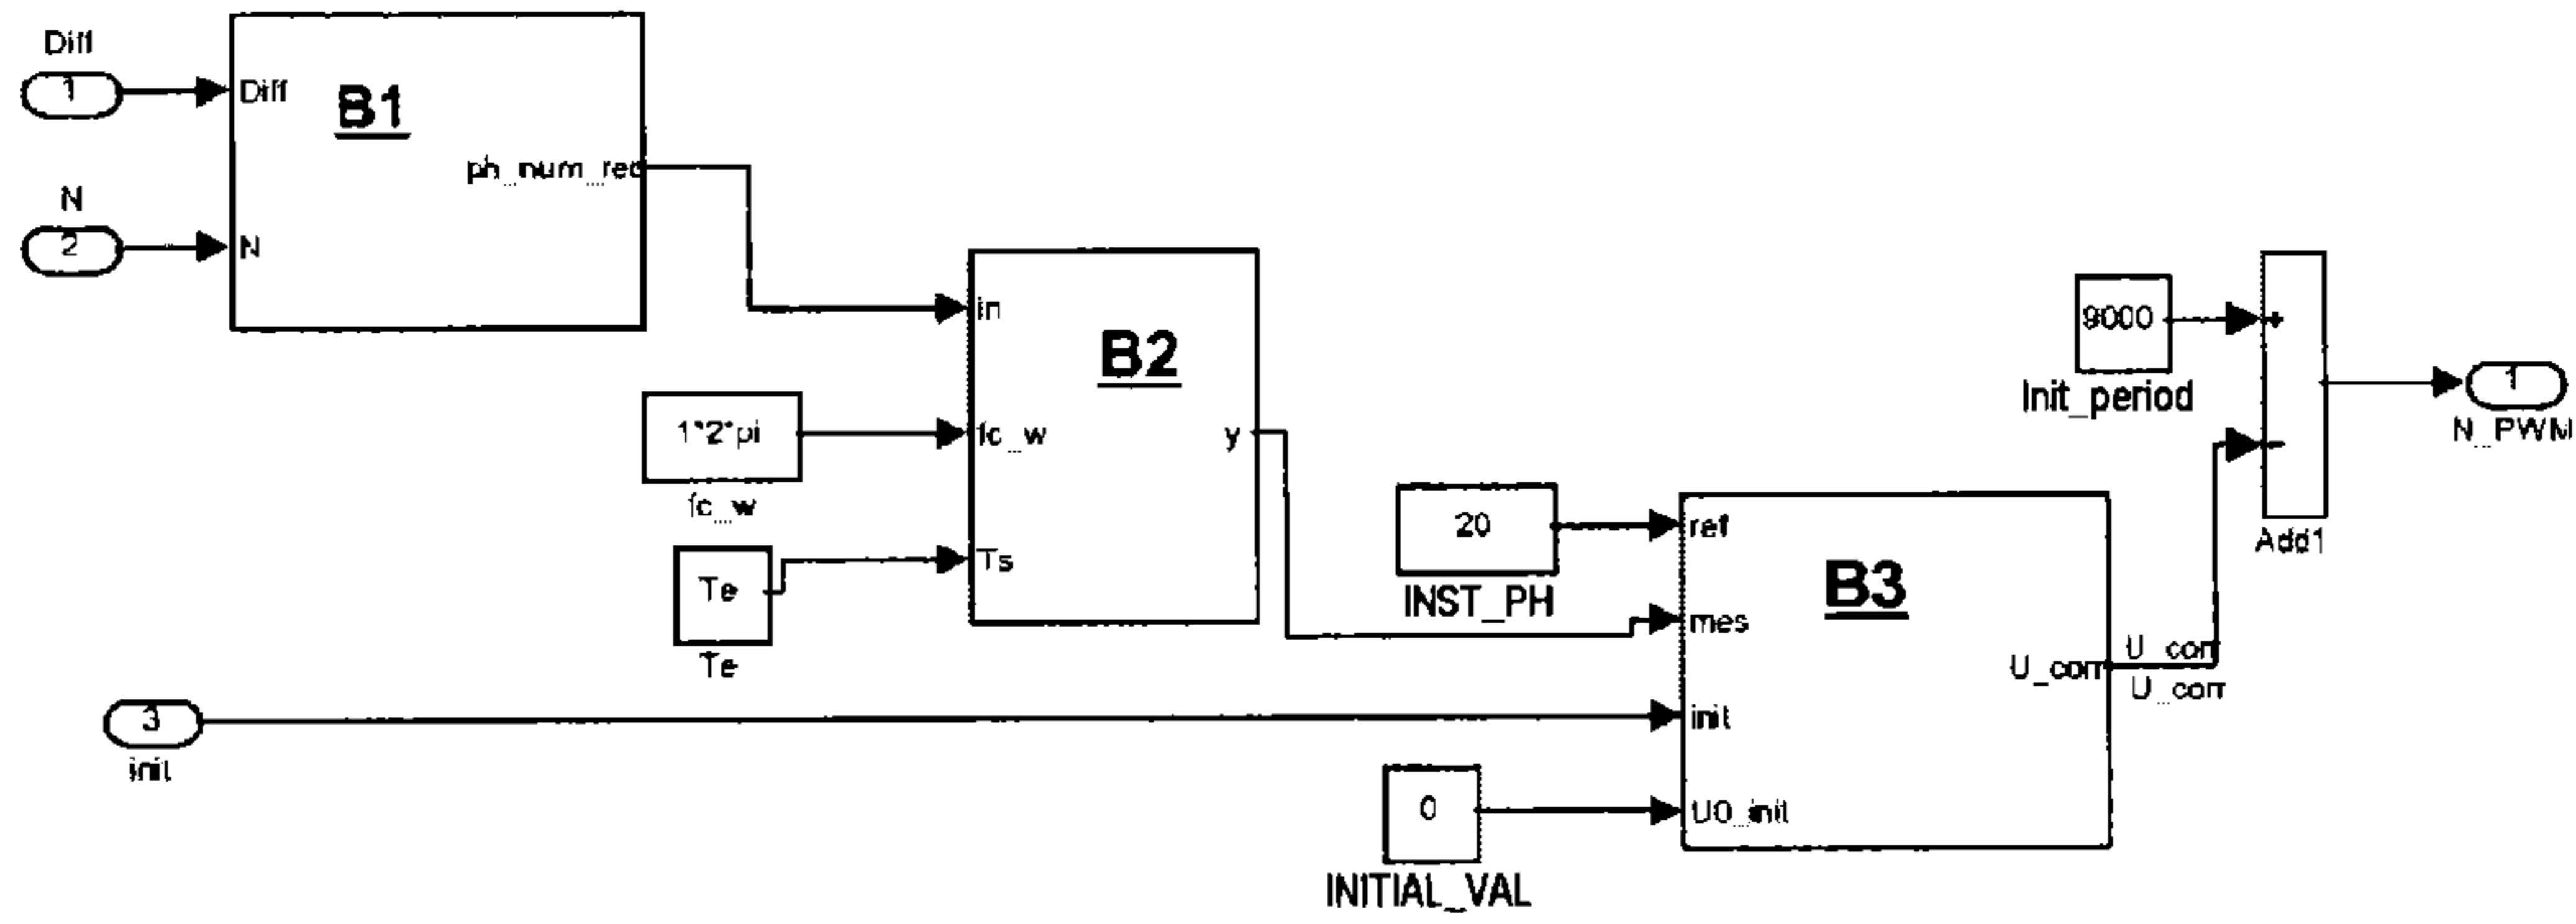 Diff
1
Diff
B1
ph_num_rec
N
2
N
in
B2
1*2*pi
fc_w
fc_w
y
Te
Te
Ts
9000
Init_period
+
-
Add1
1
N_PWM
20
INST_PH
ref
B3
mes
U_corr
U_corr
U_corr
3
init
init
0
INITIAL_VAL
U0_init